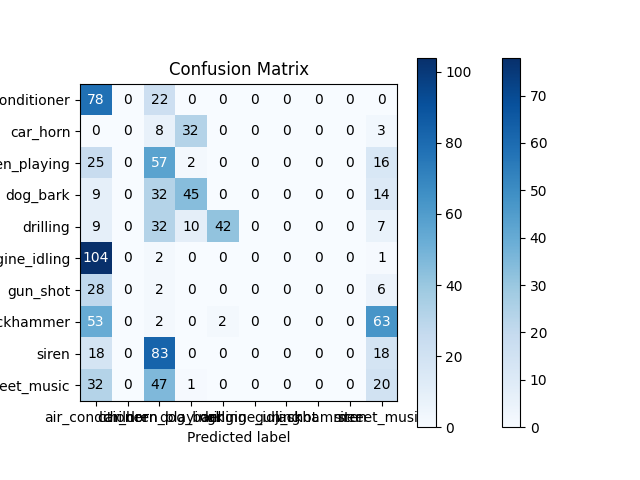 Confusion Matrix
onditioner 78 0 22 0 0 0 0 0 0 0
car_horn 0 0 8 32 0 0 0 0 0 3
en_playing 25 0 57 2 0 0 0 0 0 16
dog_bark 9 0 32 45 0 0 0 0 0 14
drilling 9 0 32 10 42 0 0 0 0 7
gine_idling 104 0 2 0 0 0 0 0 0 1
gun_shot 28 0 2 0 0 0 0 0 0 6
ckhammer 53 0 2 0 2 0 0 0 0 63
siren 18 0 83 0 0 0 0 0 0 18
eet_music 32 0 47 1 0 0 0 0 0 20
Predicted label
100
80
60
40
20
0
70
60
50
40
30
20
10
0